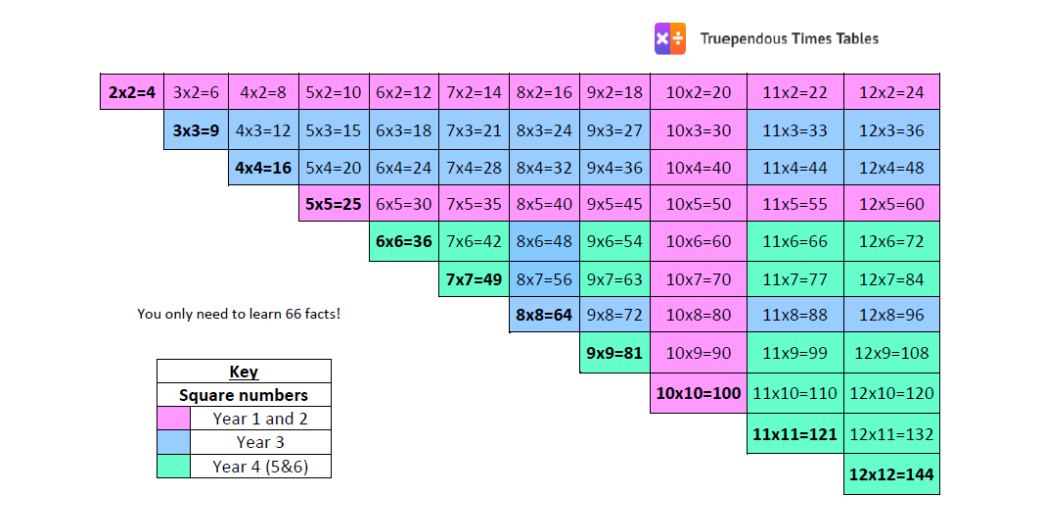 Truependous Times Tables
2x2=4 3x2=6 4x2=8 5x2=10 6x2=12 7x2=14 8x2=16 9x2=18 10x2=20 11x2=22 12x2=24
3x3=9 4x3=12 5x3=15 6x3=18 7x3=21 8x3=24 9x3=27 10x3=30 11x3=33 12x3=36
4x4=16 5x4=20 6x4=24 7x4=28 8x4=32 9x4=36 10x4=40 11x4=44 12x4=48
5x5=25 6x5=30 7x5=35 8x5=40 9x5=45 10x5=50 11x5=55 12x5=60
6x6=36 7x6=42 8x6=48 9x6=54 10x6=60 11x6=66 12x6=72
7x7=49 8x7=56 9x7=63 10x7=70 11x7=77 12x7=84
You only need to learn 66 facts!
8x8=64 9x8=72 10x8=80 11x8=88 12x8=96
9x9=81 10x9=90 11x9=99 12x9=108
10x10=100 11x10=110 12x10=120
11x11=121 12x11=132
12x12=144
Key
Square numbers
Year 1 and 2
Year 3
Year 4 (5&6)